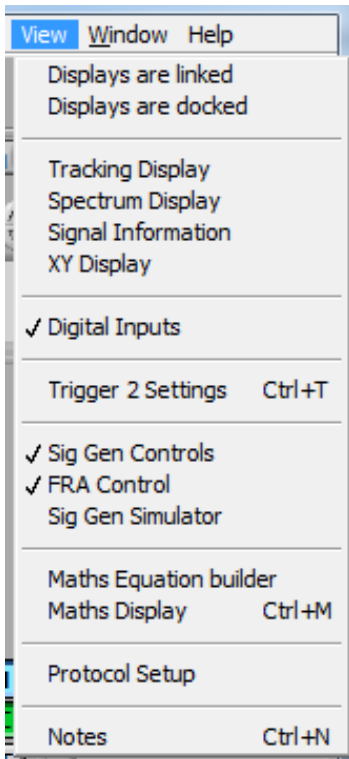 View Window Help
Displays are linked
Displays are docked
Tracking Display
Spectrum Display
Signal Information
XY Display
✓ Digital Inputs
Trigger 2 Settings Ctrl+T
✓ Sig Gen Controls
✓ FRA Control
Sig Gen Simulator
Maths Equation builder
Maths Display Ctrl+M
Protocol Setup
Notes Ctrl+N